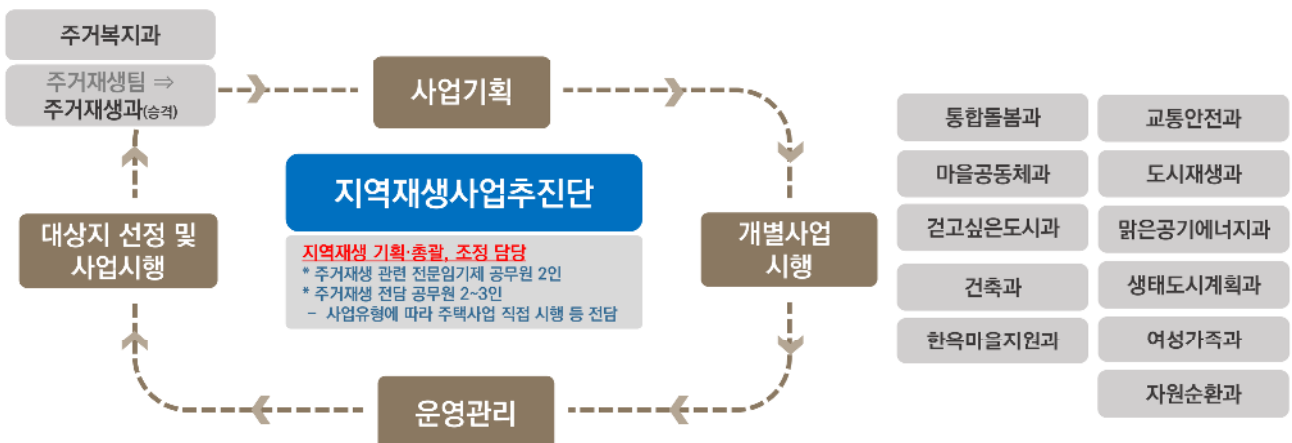 주거복지과
주거재생팀 ⇒
주거재생과(승격)
사업기획
지역재생사업추진단
지역재생 기획·총괄, 조정 담당
* 주거재생 관련 전문임기제 공무원 2인
* 주거재생 전담 공무원 2~3인
- 사업유형에 따라 주택사업 직접 시행 등 전담
대상지 선정 및
사업시행
개별사업
시행
운영관리
통합돌봄과
교통안전과
마을공동체과
도시재생과
걷고싶은도시과
맑은공기에너지과
건축과
생태도시계획과
한옥마을지원과
여성가족과
자원순환과